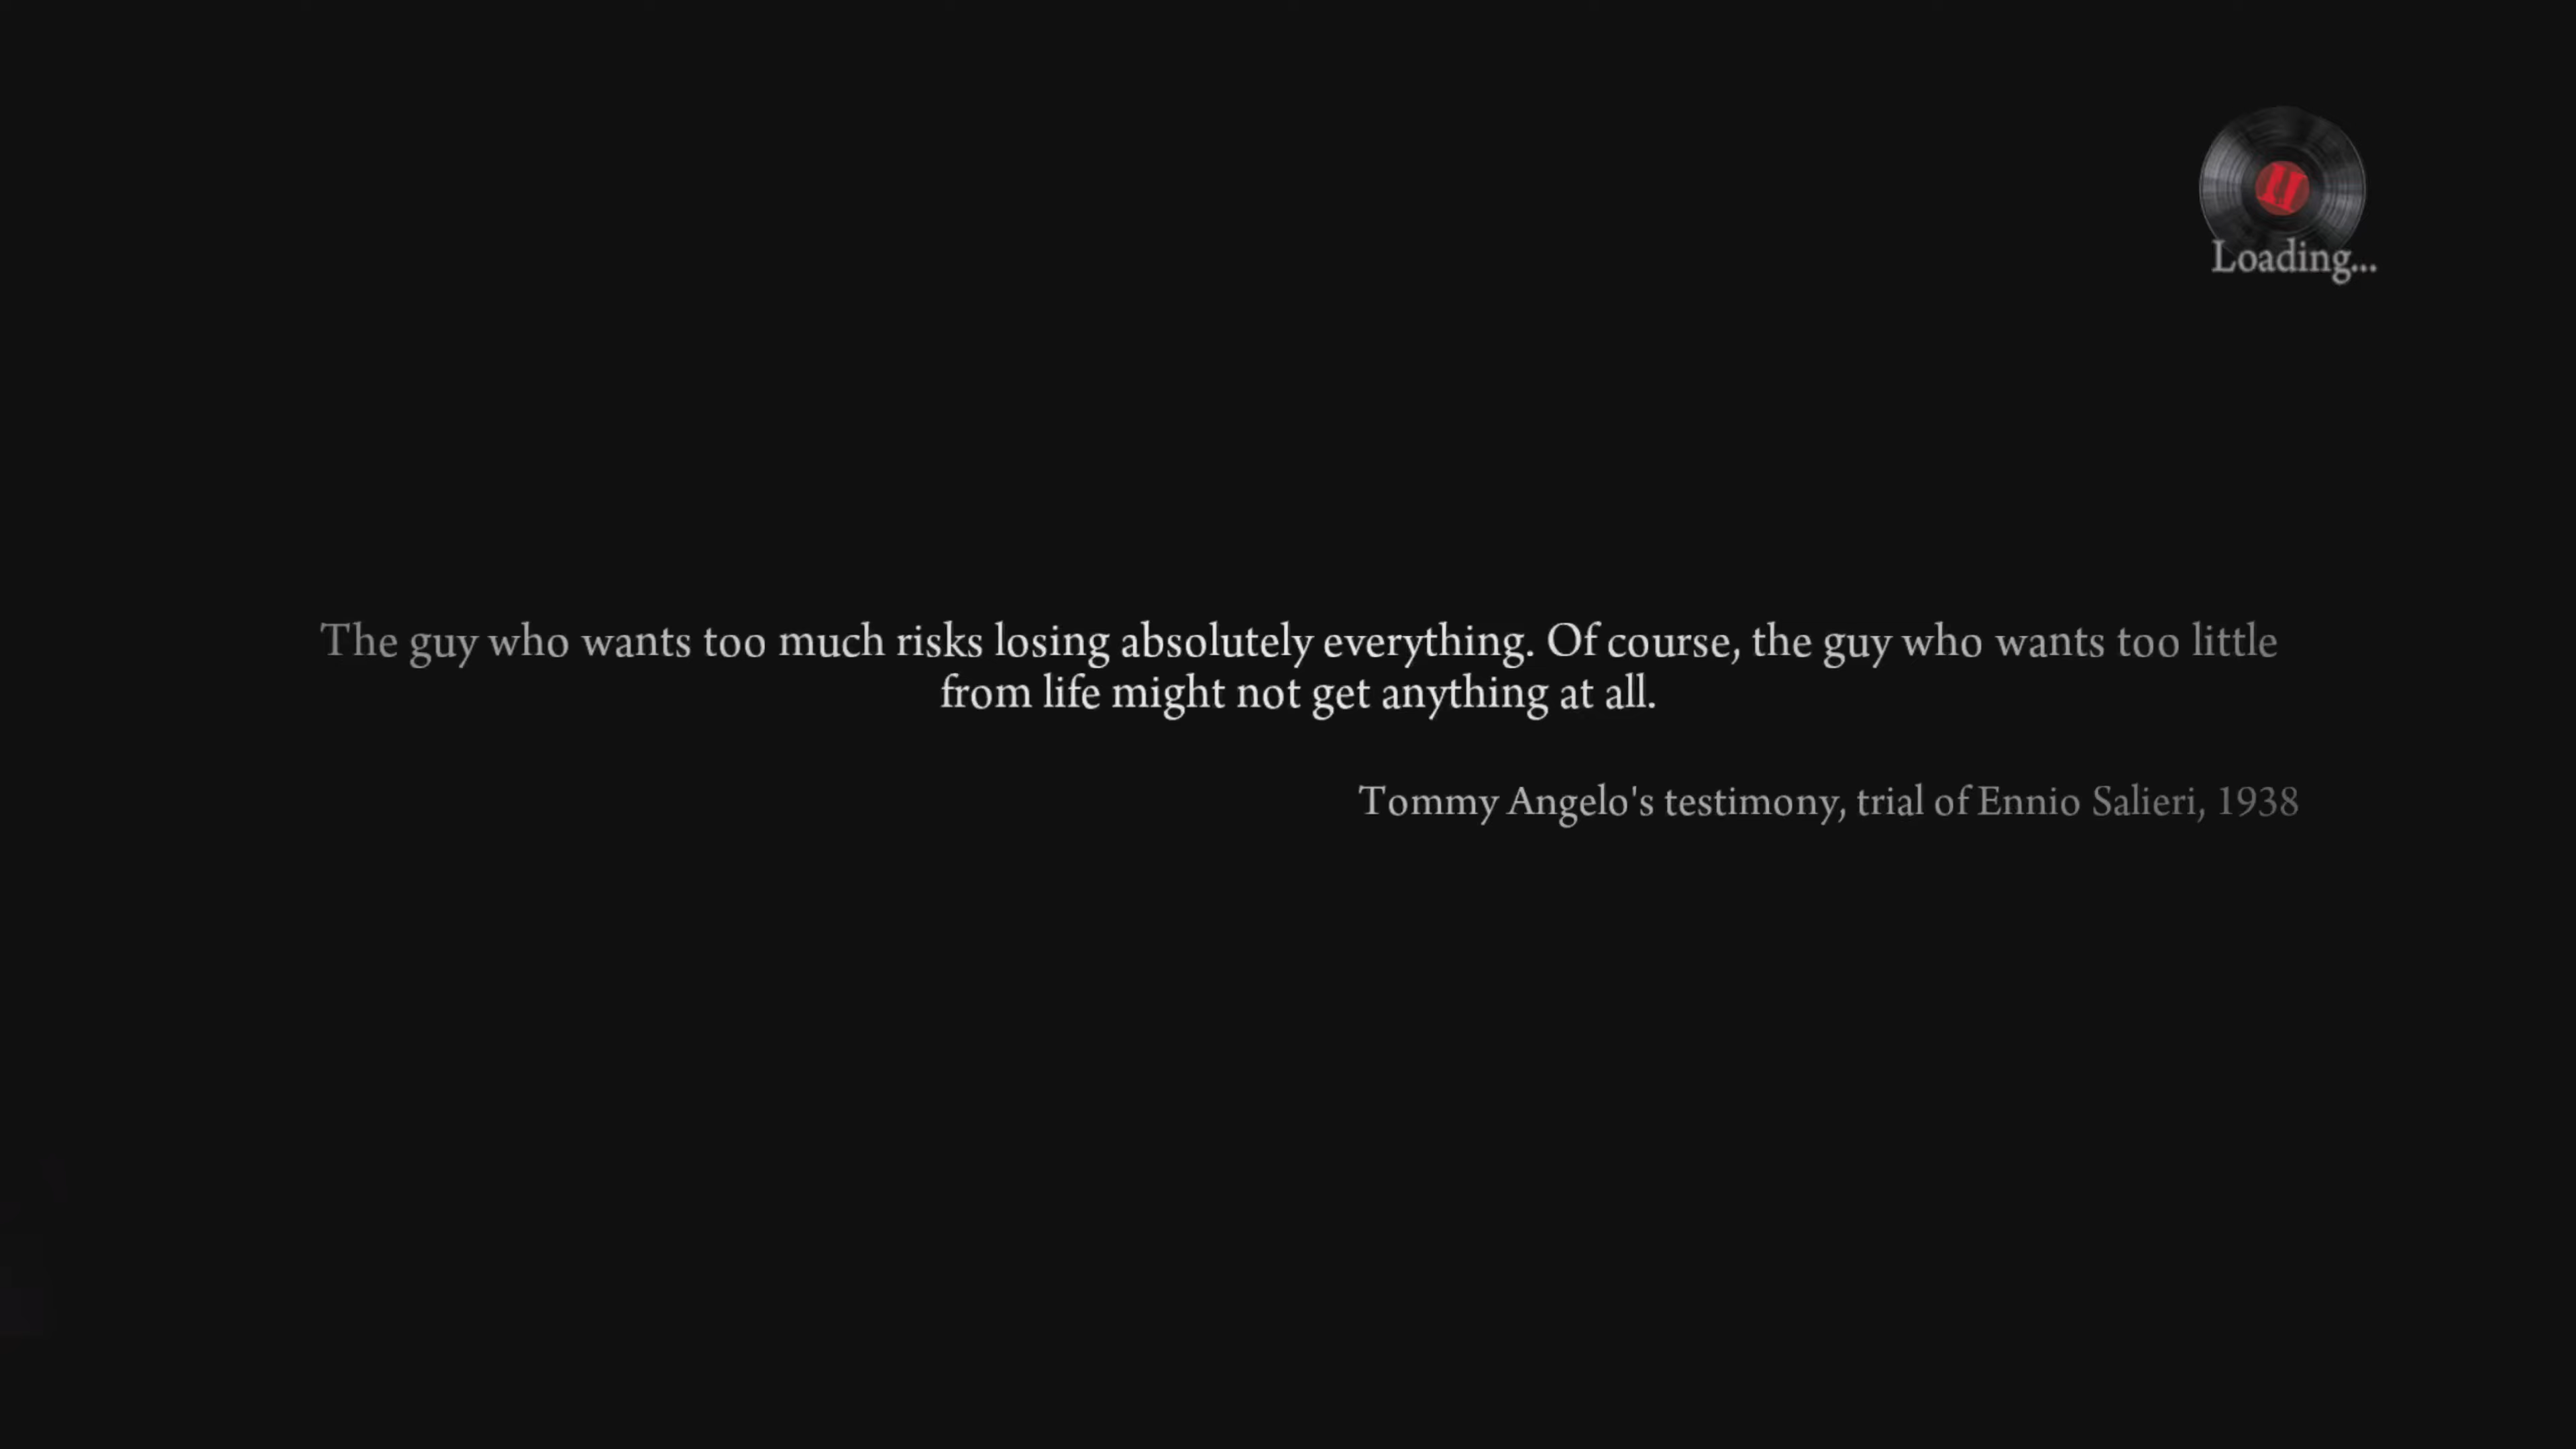 II
Loading...
The guy who wants too much risks losing absolutely everything. Of course, the guy who wants too little
from life might not get anything at all.
Tommy Angelo's testimony, trial of Ennio Salieri, 1938